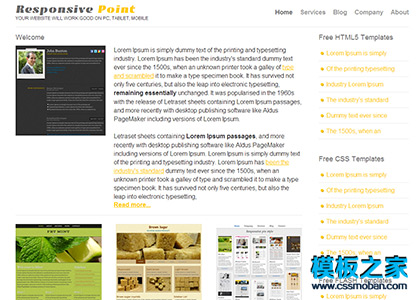 Responsive Point
YOUR WEBSITE WILL WORK GOOD ON PC, TABLET, MOBILE
Home Services Blog Company About
Welcome
Lorem Ipsum is simply dummy text of the printing and typesetting
industry. Lorem Ipsum has been the industry's standard dummy
text ever since the 1500s, when an unknown printer took a galley of
type and scrambled it to make a type specimen book. It has survived not
only five centuries, but also the leap into electronic typesetting,
remaining essentially unchanged. It was popularised in the 1960s
with the release of Letraset sheets containing Lorem Ipsum passages,
and more recently with desktop publishing software like Aldus
PageMaker including versions of Lorem Ipsum.
Letraset sheets containing Lorem Ipsum passages, and more
recently with desktop publishing software like Aldus PageMaker
including versions of Lorem Ipsum. Lorem Ipsum is simply dummy text
of the printing and typesetting industry. Lorem Ipsum has been the
industry's standard dummy text ever since the 1500s, when an
unknown printer took a galley of type and scrambled it to make a type
specimen book. It has survived not only five centuries, but also the
leap into electronic typesetting,
Read more...
Free HTML5 Templates
Lorem Ipsum is simply
Of the printing typesetting
Industry. Lorem Ipsum
The industry's standard
Dummy text ever since
The 1500s, when an
Free CSS Templates
Lorem Ipsum is simply
Of the printing typesetting
Industry Lorem Ipsum
The industry's standard
Dummy text ever since
The 1500s, when an
Free FLASH Templates
Lorem Ipsum is simply
模板之家
www.cssmoban.com